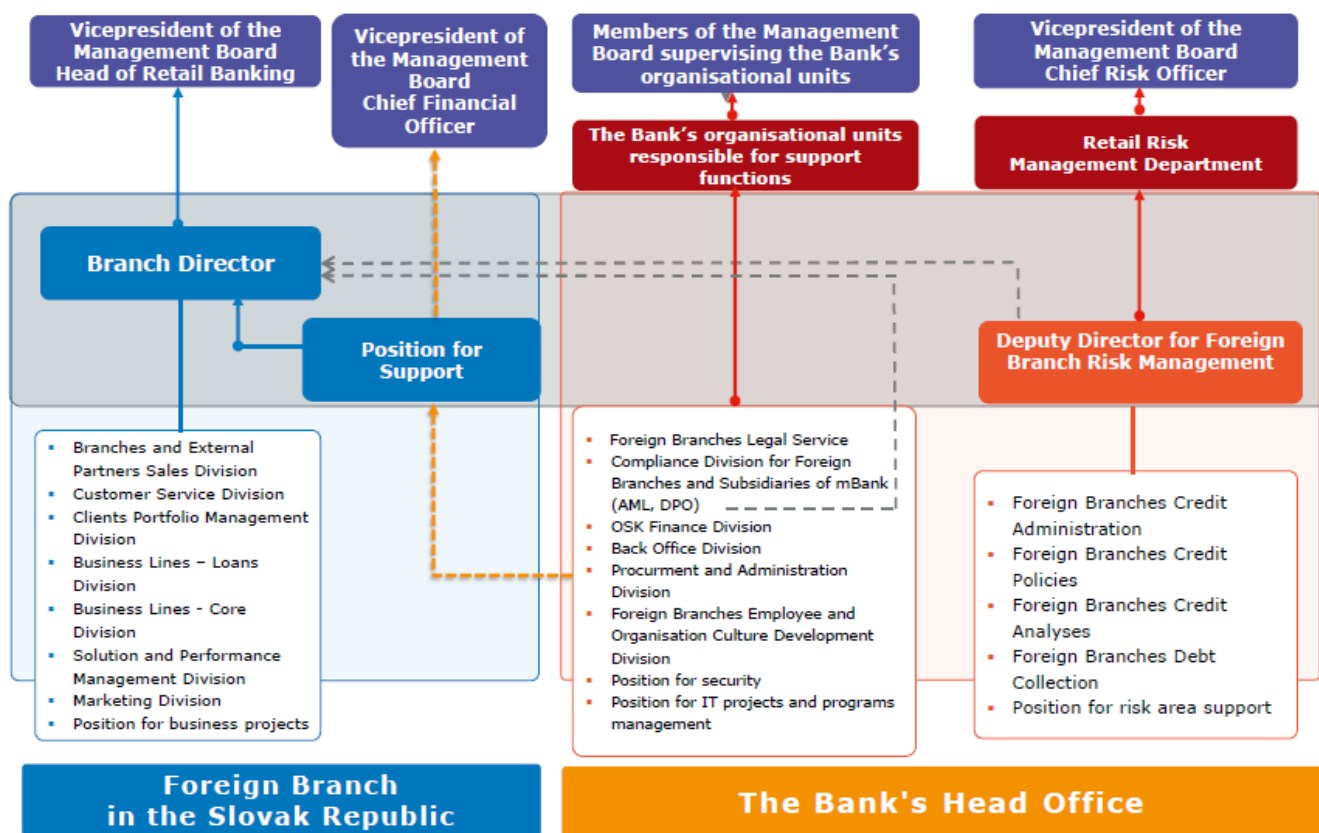 Vicepresident of the
Management Board
Head of Retail Banking
Vicepresident of
the Management
Board
Chief Financial
Officer
Members of the Management
Board supervising the Bank's
organisational units
Vicepresident of the
Management Board
Chief Risk Officer
The Bank's organisational units
responsible for support
functions
Retail Risk
Management Department
Branch Director
Position for
Support
Deputy Director for Foreign
Branch Risk Management
▪ Branches and External
Partners Sales Division
▪ Customer Service Division
▪ Clients Portfolio Management
Division
▪ Business Lines – Loans
Division
▪ Business Lines - Core
Division
▪ Solution and Performance
Management Division
▪ Marketing Division
▪ Position for business projects
▪ Foreign Branches Legal Service
▪ Compliance Division for Foreign
Branches and Subsidiaries of mBank
(AML, DPO)
▪ OSK Finance Division
▪ Back Office Division
▪ Procurment and Administration
Division
▪ Foreign Branches Employee and
Organisation Culture Development
Division
▪ Position for security
▪ Position for IT projects and programs
management
▪ Foreign Branches Credit
Administration
▪ Foreign Branches Credit
Policies
▪ Foreign Branches Credit
Analyses
▪ Foreign Branches Debt
Collection
▪ Position for risk area support
Foreign Branch
in the Slovak Republic
The Bank's Head Office